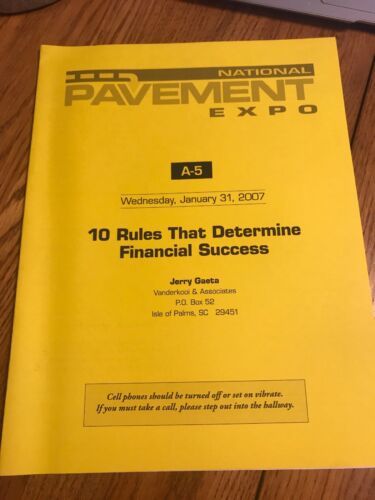 NATIONAL
PAVEMENT
EXPO
A-5
Wednesday, January 31, 2007
10 Rules That Determine
Financial Success
Jerry Gaeta
Vanderkooi & Associates
P.O. Box 52
Isle of Palms, SC 29451
Cell phones should be turned off or set on vibrate.
If you must take a call, please step out into the hallway.